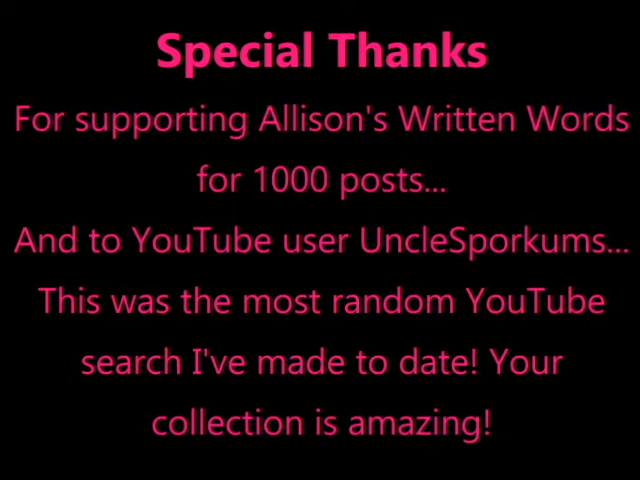 Special Thanks
For supporting Allison's Written Words
for 1000 posts...
And to YouTube user UncleSporkums...
This was the most random YouTube
search I've made to date! Your
collection is amazing!